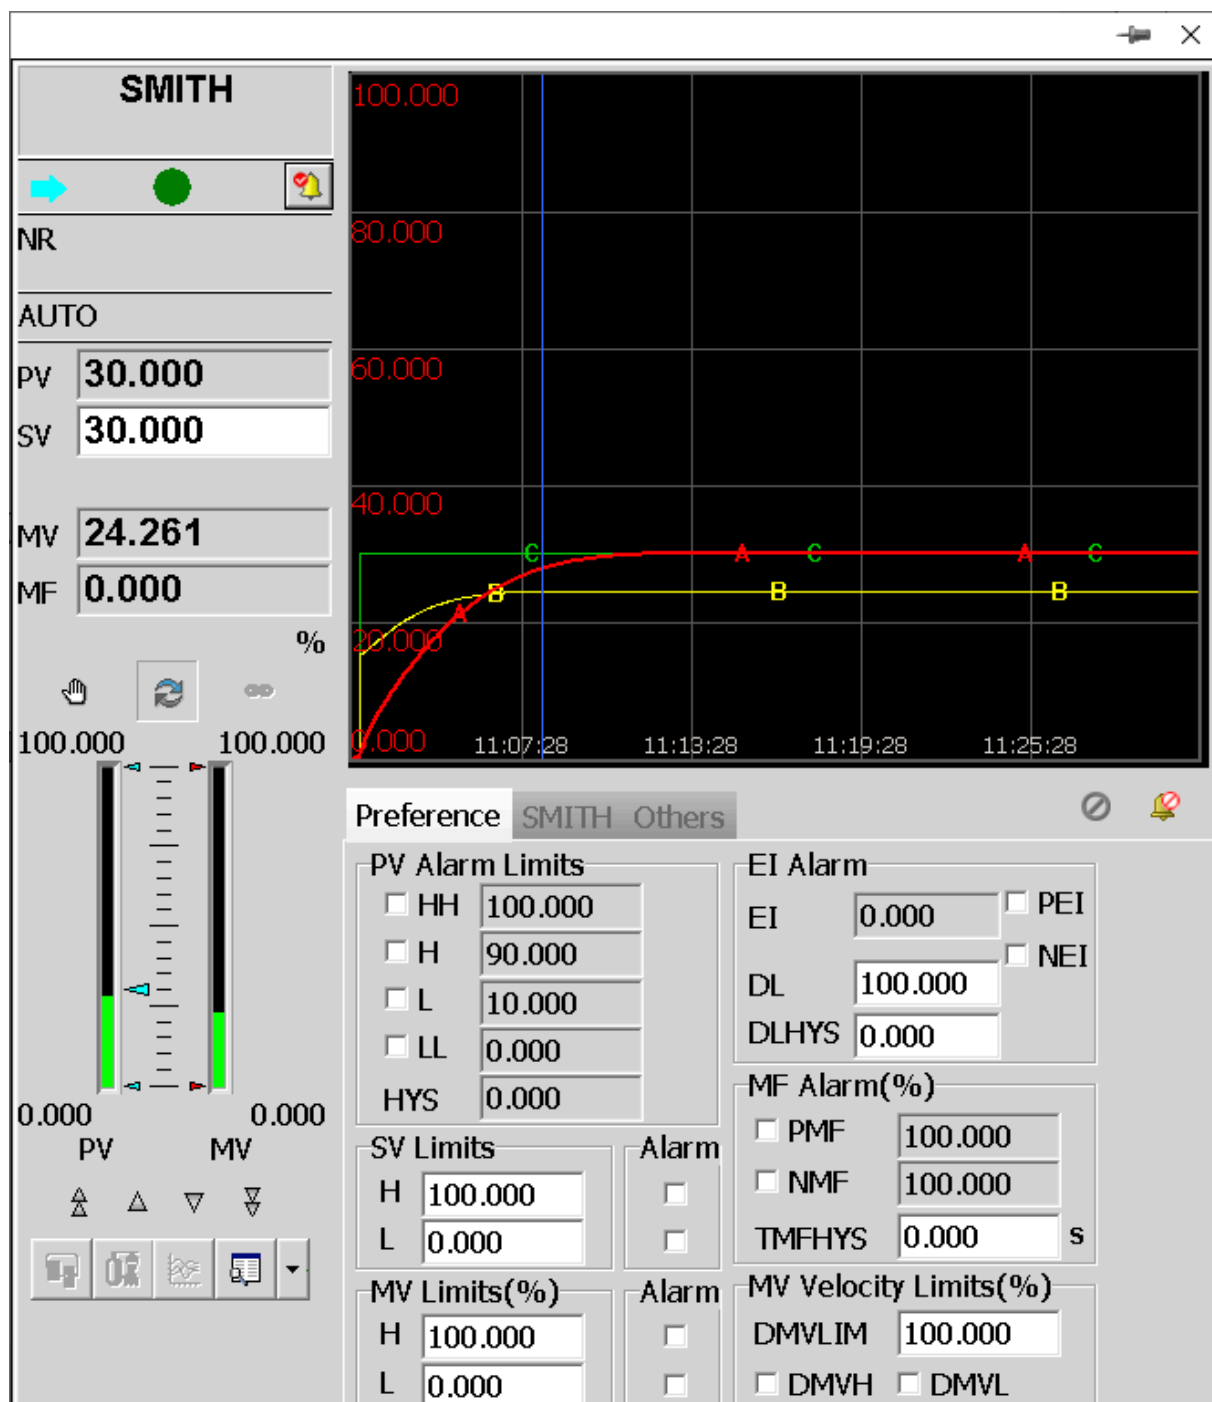 SMITH
NR
AUTO
PV 30.000
SV 30.000
MV 24.261
MF 0.000
%
100.000 100.000
0.000 0.000
PV MV
100.000
80.000
60.000
40.000
20.000
0.000
C A C A C
B B B
A
11:07:28 11:13:28 11:19:28 11:25:28
Preference SMITH Others
PV Alarm Limits
HH 100.000
H 90.000
L 10.000
LL 0.000
HYS 0.000
SV Limits Alarm
H 100.000
L 0.000
MV Limits(%) Alarm
H 100.000
L 0.000
EI Alarm
EI 0.000 PEI
NEI
DL 100.000
DLHYS 0.000
MF Alarm(%)
PMF 100.000
NMF 100.000
TMFHYS 0.000 s
MV Velocity Limits(%)
DMVLIM 100.000
DMVH DMVL